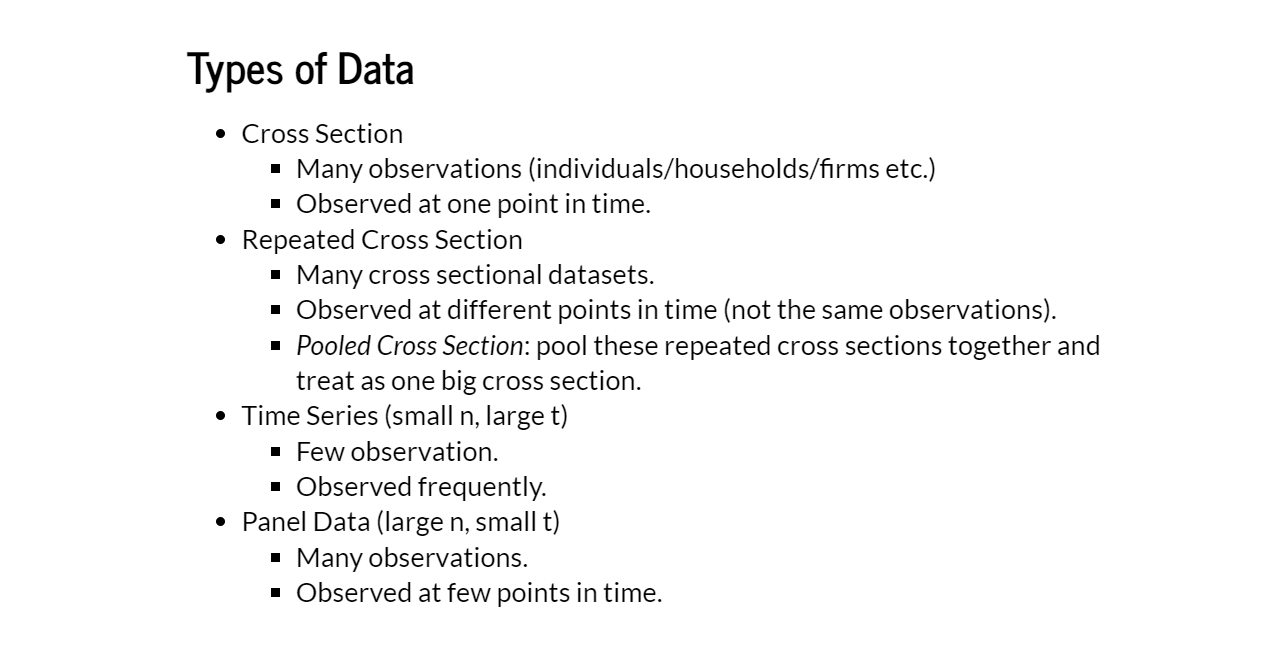 Types of Data
• Cross Section
▪ Many observations (individuals/households/firms etc.)
▪ Observed at one point in time.
• Repeated Cross Section
▪ Many cross sectional datasets.
▪ Observed at different points in time (not the same observations).
▪ Pooled Cross Section: pool these repeated cross sections together and
treat as one big cross section.
• Time Series (small n, large t)
▪ Few observation.
▪ Observed frequently.
• Panel Data (large n, small t)
▪ Many observations.
▪ Observed at few points in time.